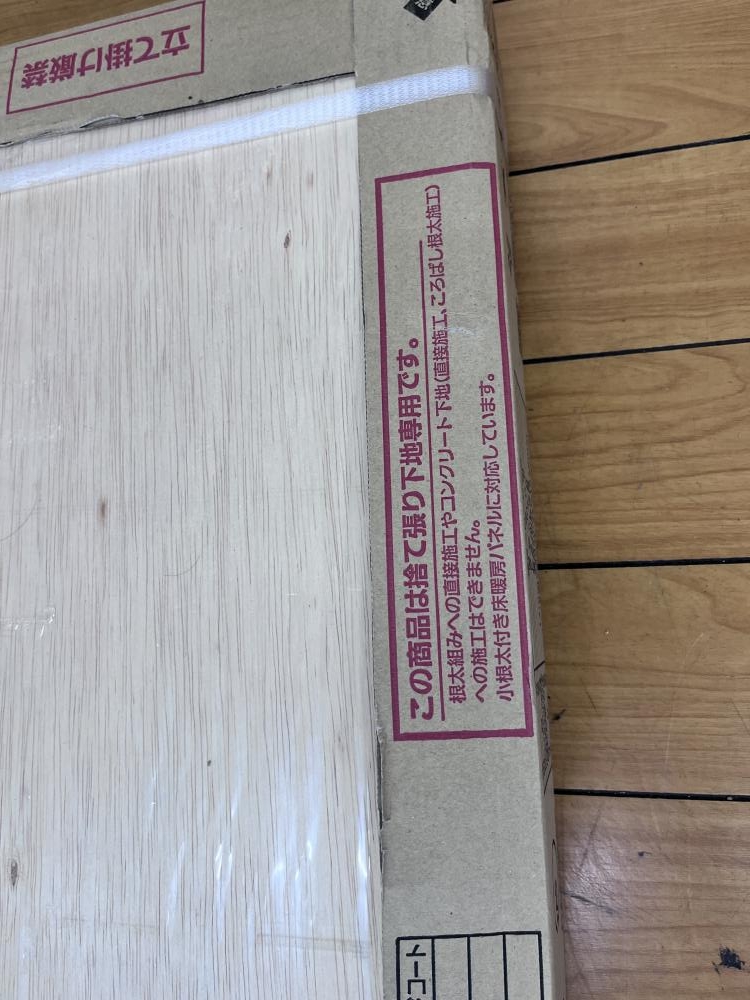 立て掛け厳禁
この商品は捨て張り下地専用です。
根太組みへの直接施工やコンクリート下地(直接施工、ころばし根太施工)
への施工はできません。
小根太付き床暖房パネルに対応しています。